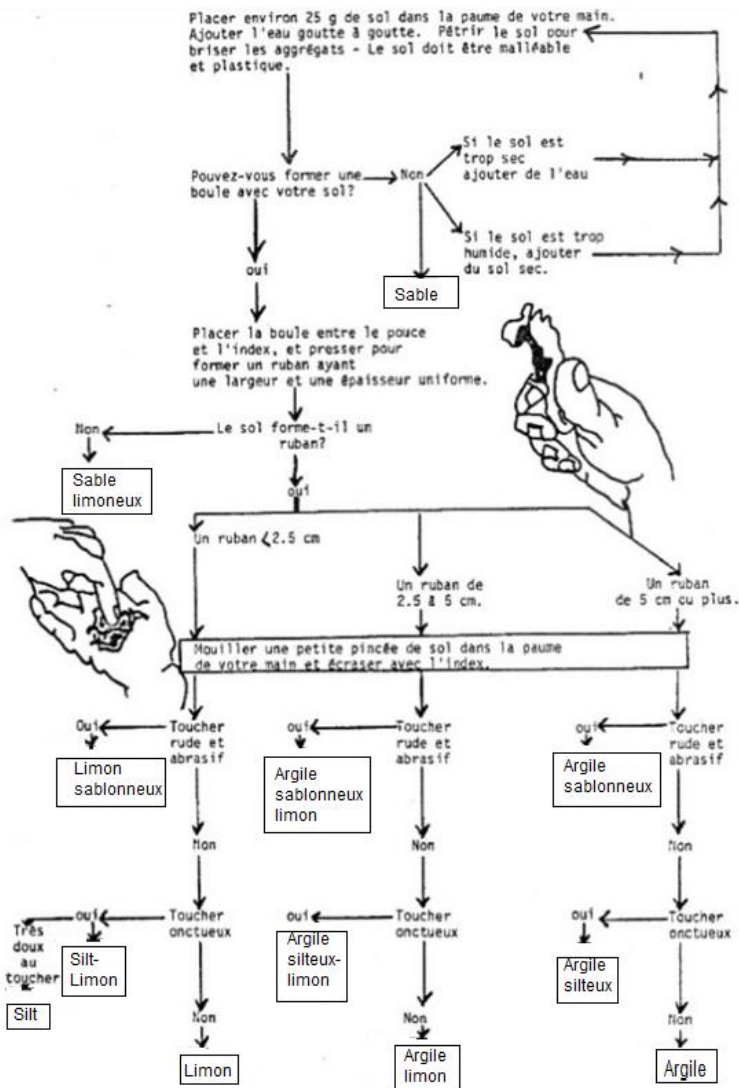 Placer environ 25 g de sol dans la paume de votre main.
Ajouter l'eau goutte à goutte. Pétrir le sol pour
briser les aggrégats - Le sol doit être malléable
et plastique.
Si le sol est
trop sec
ajouter de l'eau
Pouvez-vous former une
boule avec votre sol?
Non
Si le sol est trop
humide, ajouter
du sol sec.
oui
Sable
Placer la boule entre le pouce
et l'index, et presser pour
former un ruban ayant
une largeur et une épaisseur uniforme.
Non
Le sol forme-t-il un
ruban?
Sable
limoneux
oui
Un ruban <2.5 cm
Un ruban de
2.5 à 5 cm.
Un ruban
de 5 cm cu plus.
Mouiller une petite pincée de sol dans la paume
de votre main et écraser avec l'index.
Oui
Toucher
rude et
abrasif
oui
Toucher
rude et
abrasif
oui
Toucher
rude et
abrasif
Limon
sablonneux
Argile
sablonneux
limon
Argile
sablonneux
Non
Non
Non
Très
doux
au
toucher
oui
Toucher
onctueux
oui
Toucher
onctueux
oui
Toucher
onctueux
Silt-
Limon
Argile
silteux-
limon
Argile
silteux
Silt
Non
Non
Non
Limon
Argile
limon
Argile